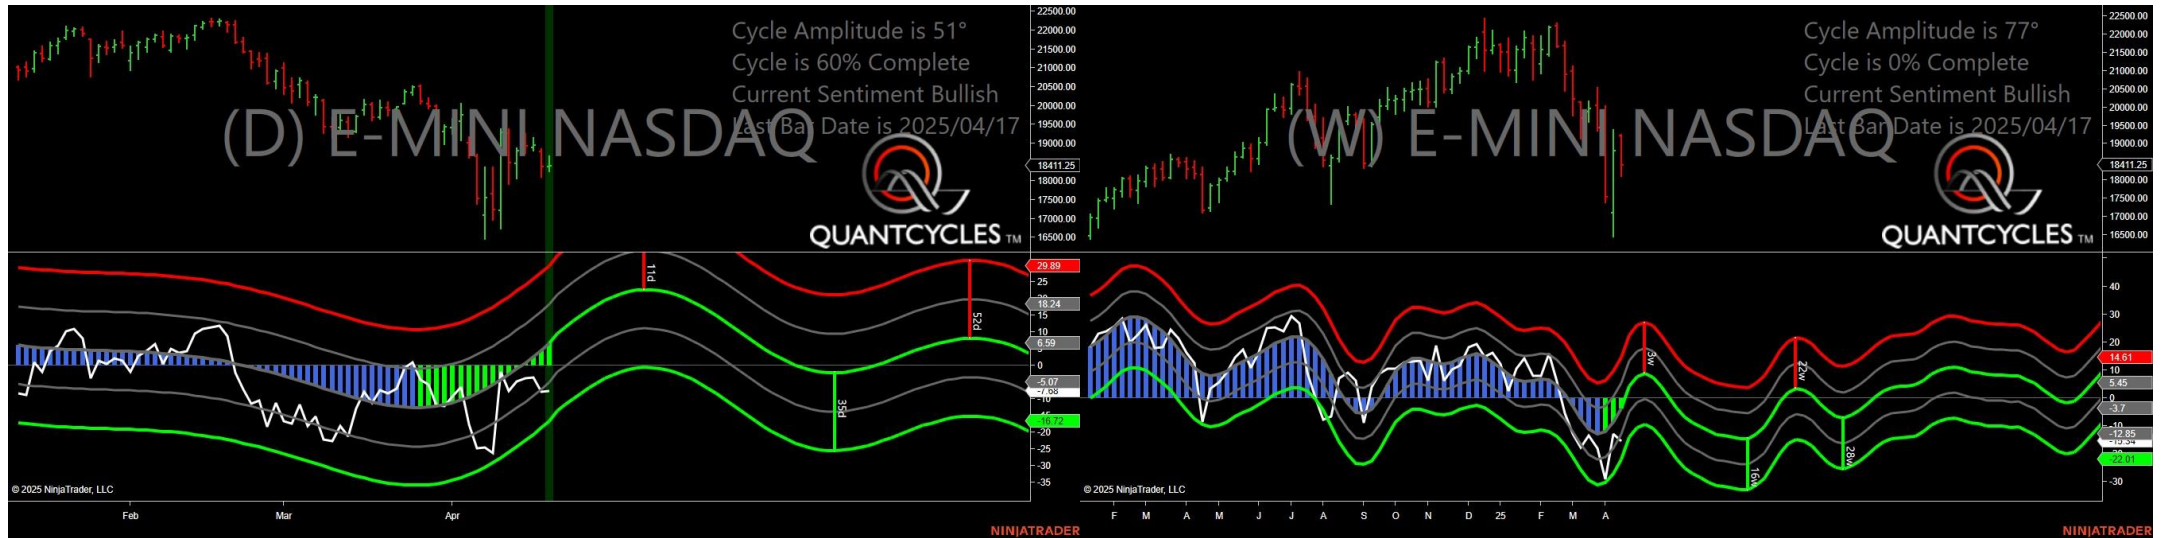 Cycle Amplitude is 51°
Cycle is 60% Complete
Current Sentiment Bullish
Last Bar Date is 2025/04/17
(D) E-MINI NASDAQ
QUANTCYCLES TM
22500.00
22000.00
21500.00
21000.00
20500.00
20000.00
19500.00
19000.00
18411.25
18000.00
17500.00
17000.00
16500.00
11d
35d
52d
29.89
25
18.24
15
10
6.59
0
-5.07
-7.68
-10
-16.72
-20
-25
-30
-35
© 2025 NinjaTrader, LLC
Feb Mar Apr
NINJATRADER
Cycle Amplitude is 77°
Cycle is 0% Complete
Current Sentiment Bullish
Last Bar Date is 2025/04/17
(W) E-MINI NASDAQ
QUANTCYCLES TM
22500.00
22000.00
21500.00
21000.00
20500.00
20000.00
19500.00
19000.00
18411.25
18000.00
17500.00
17000.00
16500.00
22w
16w
28w
40
30
20
14.61
10
5.45
0
-3.7
-12.85
-22.01
-30
© 2025 NinjaTrader, LLC
F M A M J J A S O N D 25 F M A
NINJATRADER